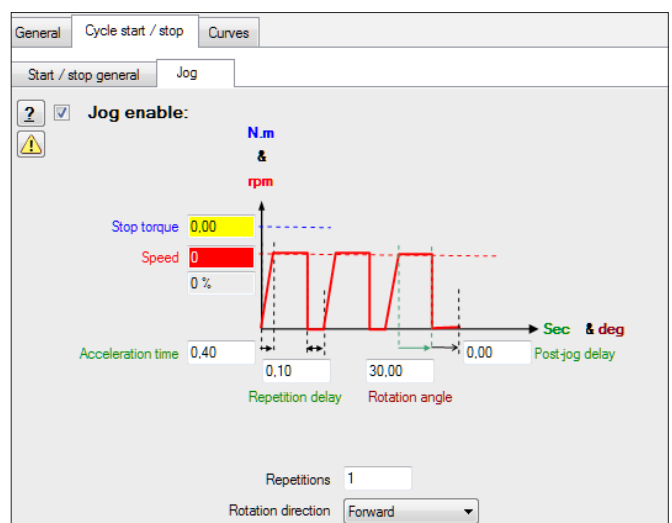 General Cycle start / stop Curves
Start / stop general Jog
? Jog enable:
N.m
&
rpm
Stop torque 0,00
Speed 0
0 %
Sec & deg
Acceleration time 0,40 0,00 Post-jog delay
0,10 30,00
Repetition delay Rotation angle
Repetitions 1
Rotation direction Forward